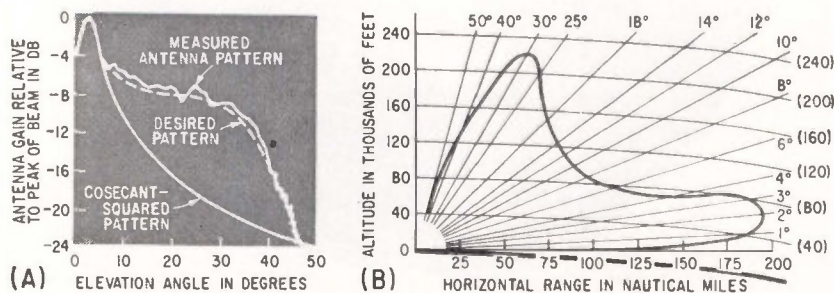 ANTENNA GAIN RELATIVE
TO PEAK OF BEAM IN DB
0
-4
-8
-12
-16
-20
-24
MEASURED
ANTENNA PATTERN
DESIRED
PATTERN
COSECANT-
SQUARED
PATTERN
0 10 20 30 40 50
(A) ELEVATION ANGLE IN DEGREES
ALTITUDE IN THOUSANDS OF FEET
240
200
160
120
80
40
0
50° 40° 30° 25° 18° 14° 12°
10°
(240)
8°
(200)
6°
(160)
4°
(120)
3°
(80)
2°
1°
(40)
25 50 75 100 125 150 175 200
(B) HORIZONTAL RANGE IN NAUTICAL MILES